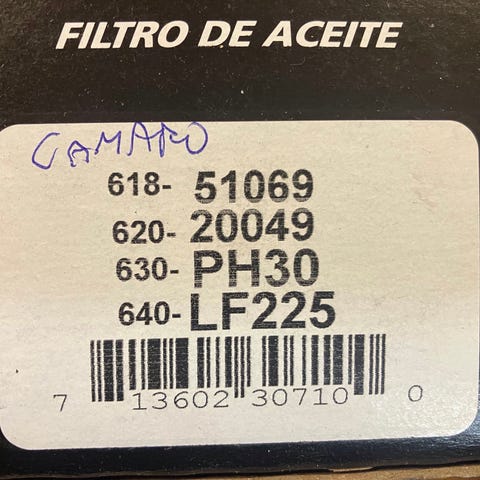 FILTRO DE ACEITE
CAMARO
618- 51069
620- 20049
630- PH30
640- LF225
7 13602 30710 0